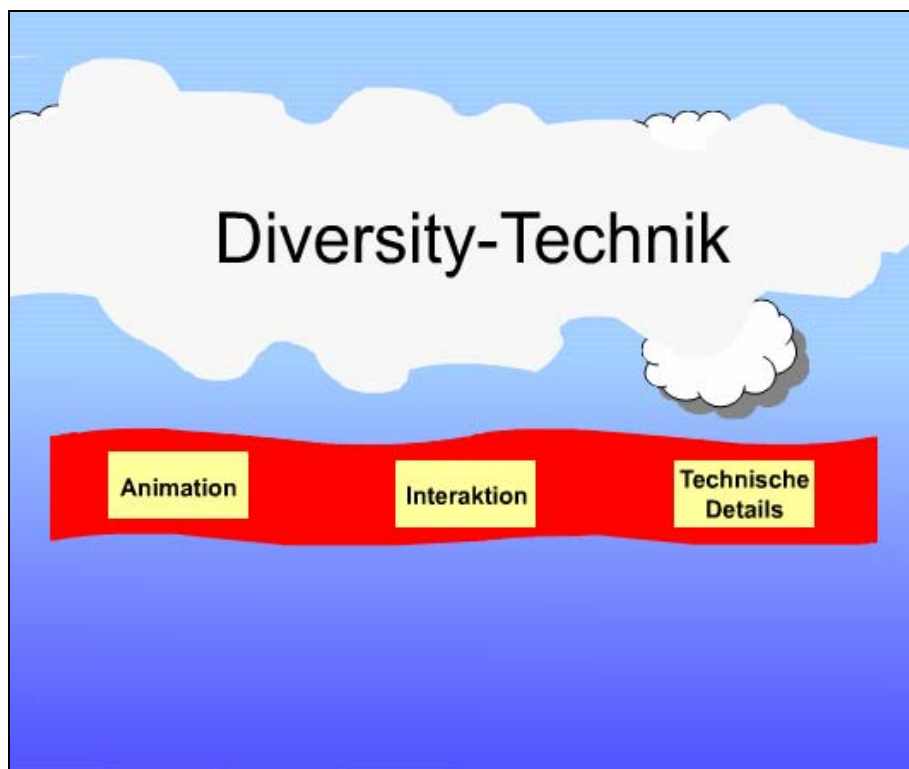 Diversity-Technik
Animation
Interaktion
Technische
Details